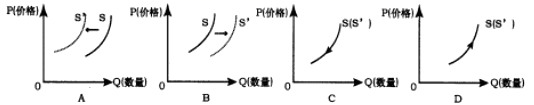 P(价格) S' S 0 Q(数量) A
P(价格) S S' 0 Q(数量) B
P(价格) S(S') 0 Q(数量) C
P(价格) S(S') 0 Q(数量) D